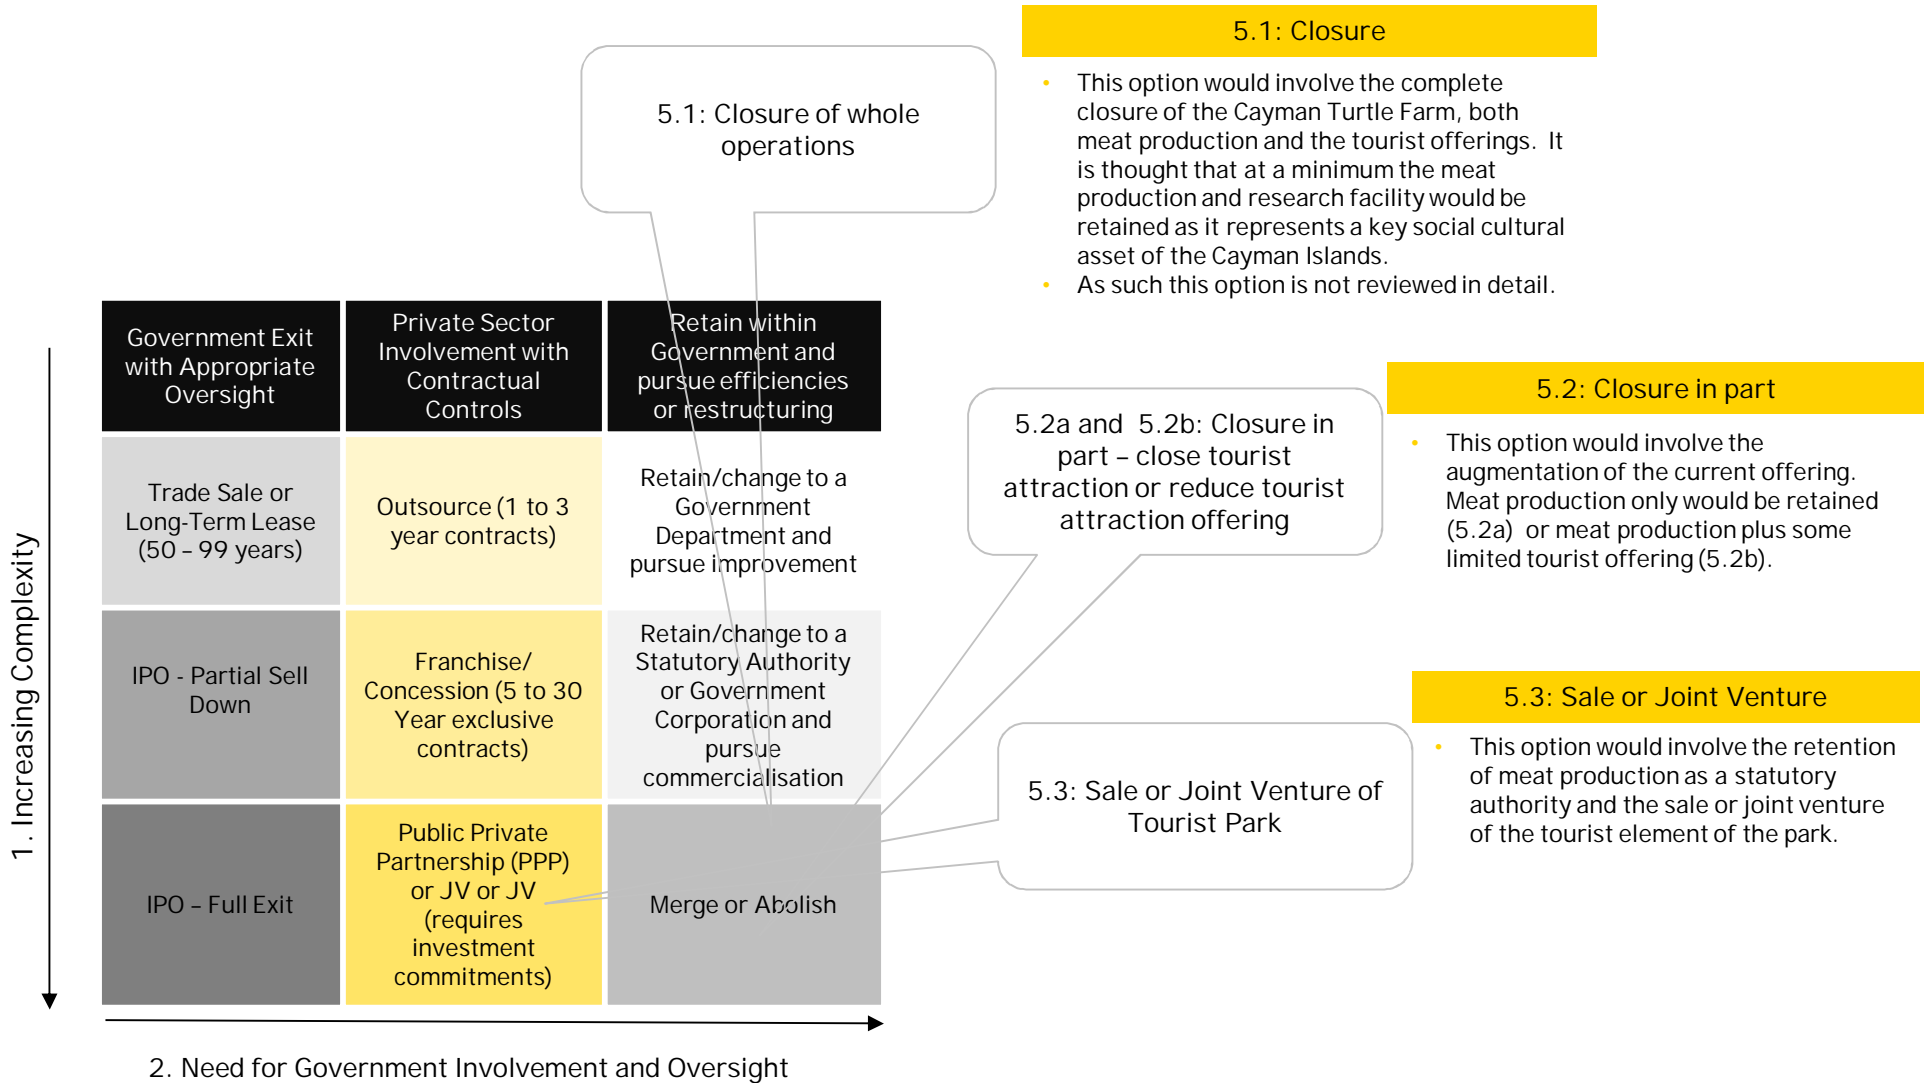 5.1: Closure of whole
operations
5.1: Closure
• This option would involve the complete
closure of the Cayman Turtle Farm, both
meat production and the tourist offerings. It
is thought that at a minimum the meat
production and research facility would be
retained as it represents a key social cultural
asset of the Cayman Islands.
• As such this option is not reviewed in detail.
Government Exit
with Appropriate
Oversight
Private Sector
Involvement with
Contractual
Controls
Retain within
Government and
pursue efficiencies
or restructuring
Trade Sale or
Long-Term Lease
(50 – 99 years)
Outsource (1 to 3
year contracts)
Retain/change to a
Government
Department and
pursue improvement
IPO - Partial Sell
Down
Franchise/
Concession (5 to 30
Year exclusive
contracts)
Retain/change to a
Statutory Authority
or Government
Corporation and
pursue
commercialisation
IPO – Full Exit
Public Private
Partnership (PPP)
or JV or JV
(requires
investment
commitments)
Merge or Abolish
1. Increasing Complexity
2. Need for Government Involvement and Oversight
5.2a and 5.2b: Closure in
part – close tourist
attraction or reduce tourist
attraction offering
5.2: Closure in part
• This option would involve the
augmentation of the current offering.
Meat production only would be retained
(5.2a) or meat production plus some
limited tourist offering (5.2b).
5.3: Sale or Joint Venture of
Tourist Park
5.3: Sale or Joint Venture
• This option would involve the retention
of meat production as a statutory
authority and the sale or joint venture
of the tourist element of the park.